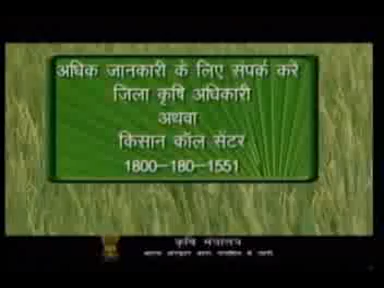 अधिक जानकारी के लिए संपर्क करे
जिला कृषि अधिकारी
अथवा
किसान कॉल सेंटर
1800-180-1551
कृषि मंत्रालय